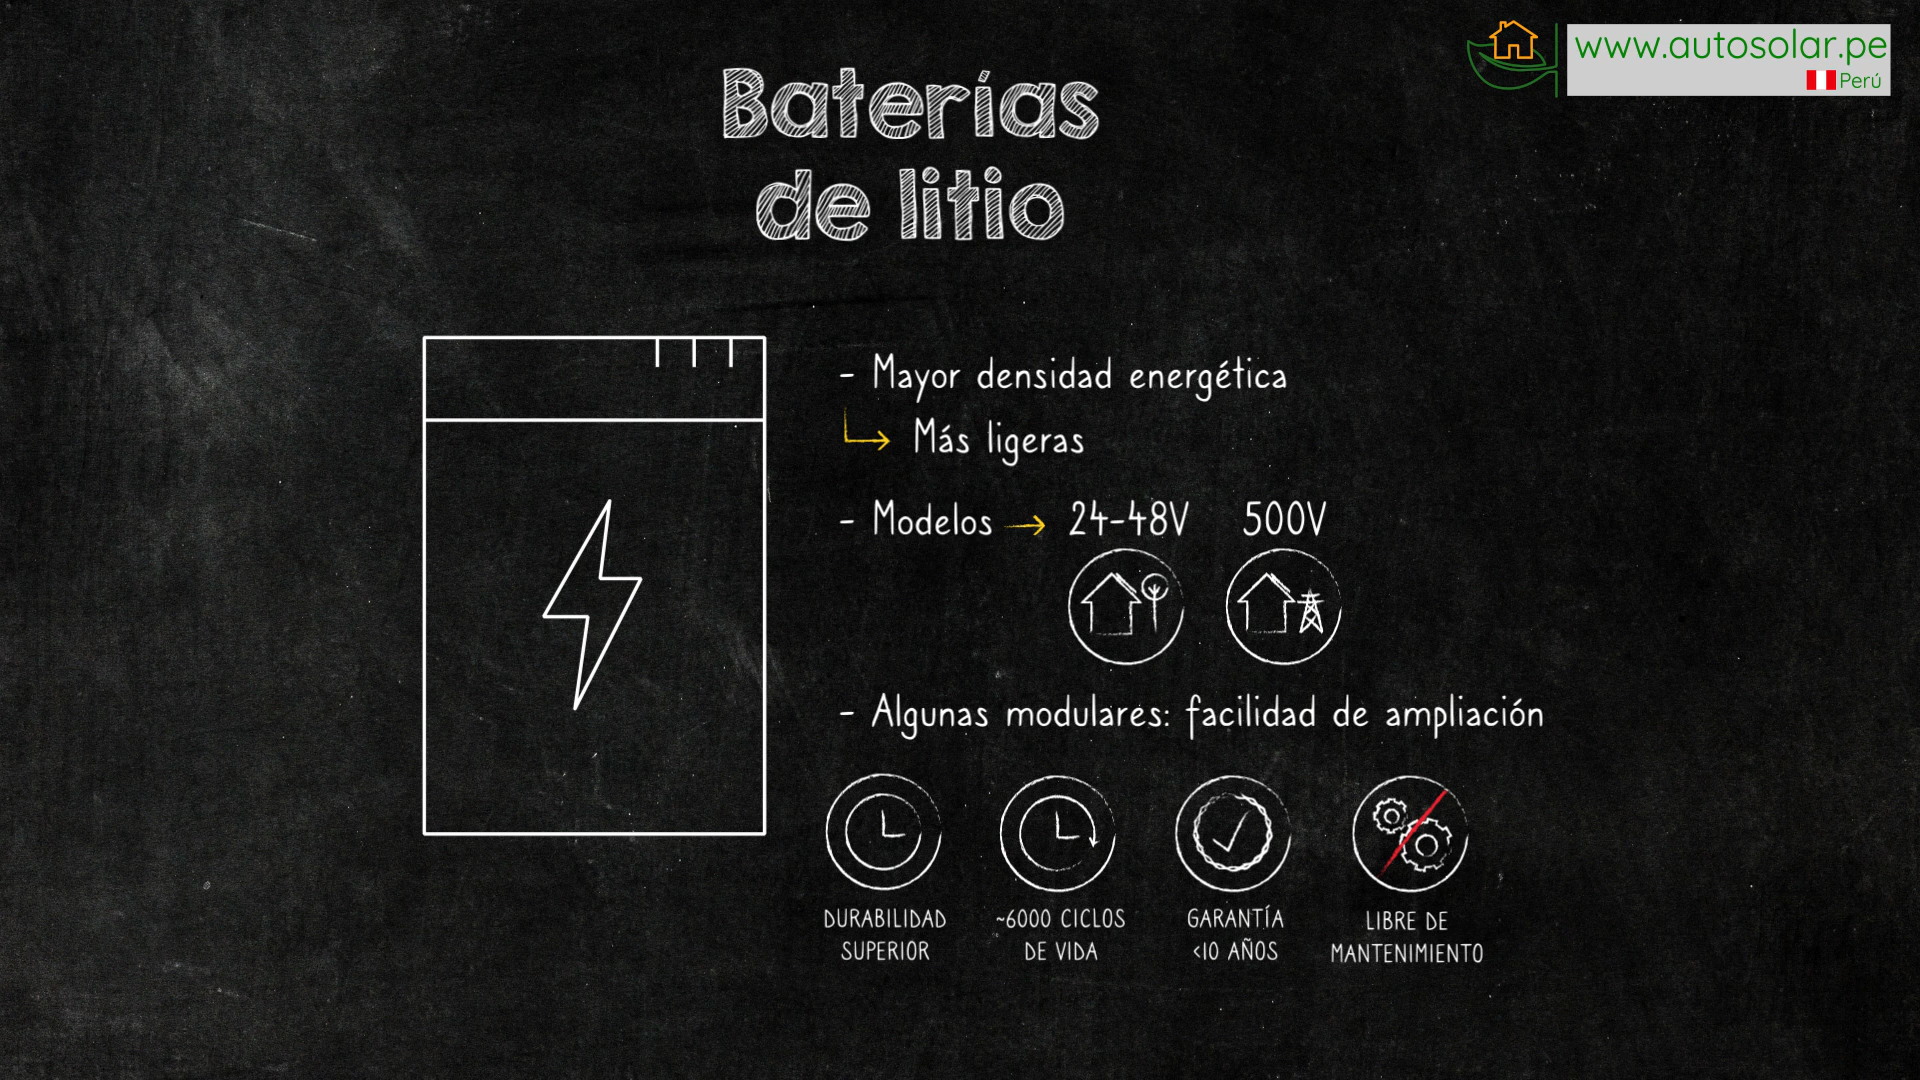 www.autosolar.pe
Perú
Baterías
de litio
- Mayor densidad energética
Más ligeras
- Modelos → 24-48V 500V
- Algunas modulares: facilidad de ampliación
DURABILIDAD
SUPERIOR
~6000 CICLOS
DE VIDA
GARANTÍA
<10 AÑOS
LIBRE DE
MANTENIMIENTO